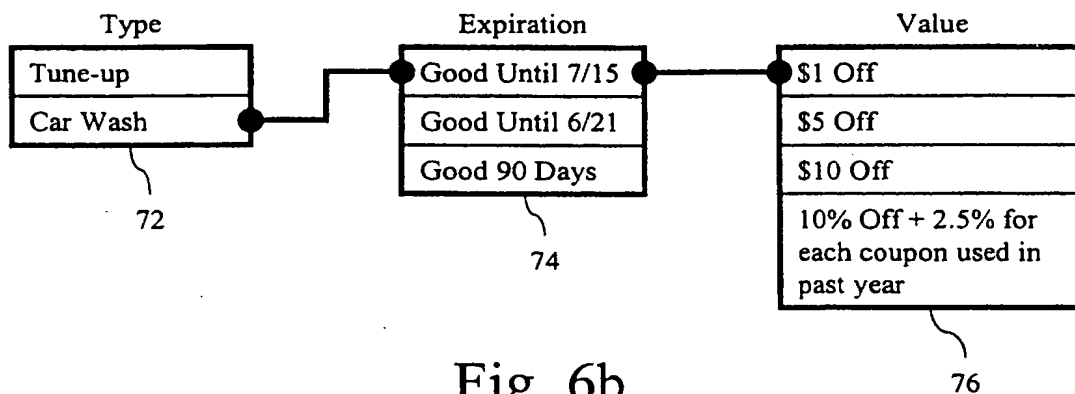 Type
Tune-up
Car Wash
72
Expiration
Good Until 7/15
Good Until 6/21
Good 90 Days
74
Value
$1 Off
$5 Off
$10 Off
10% Off + 2.5% for
each coupon used in
past year
76
Fig. 6b